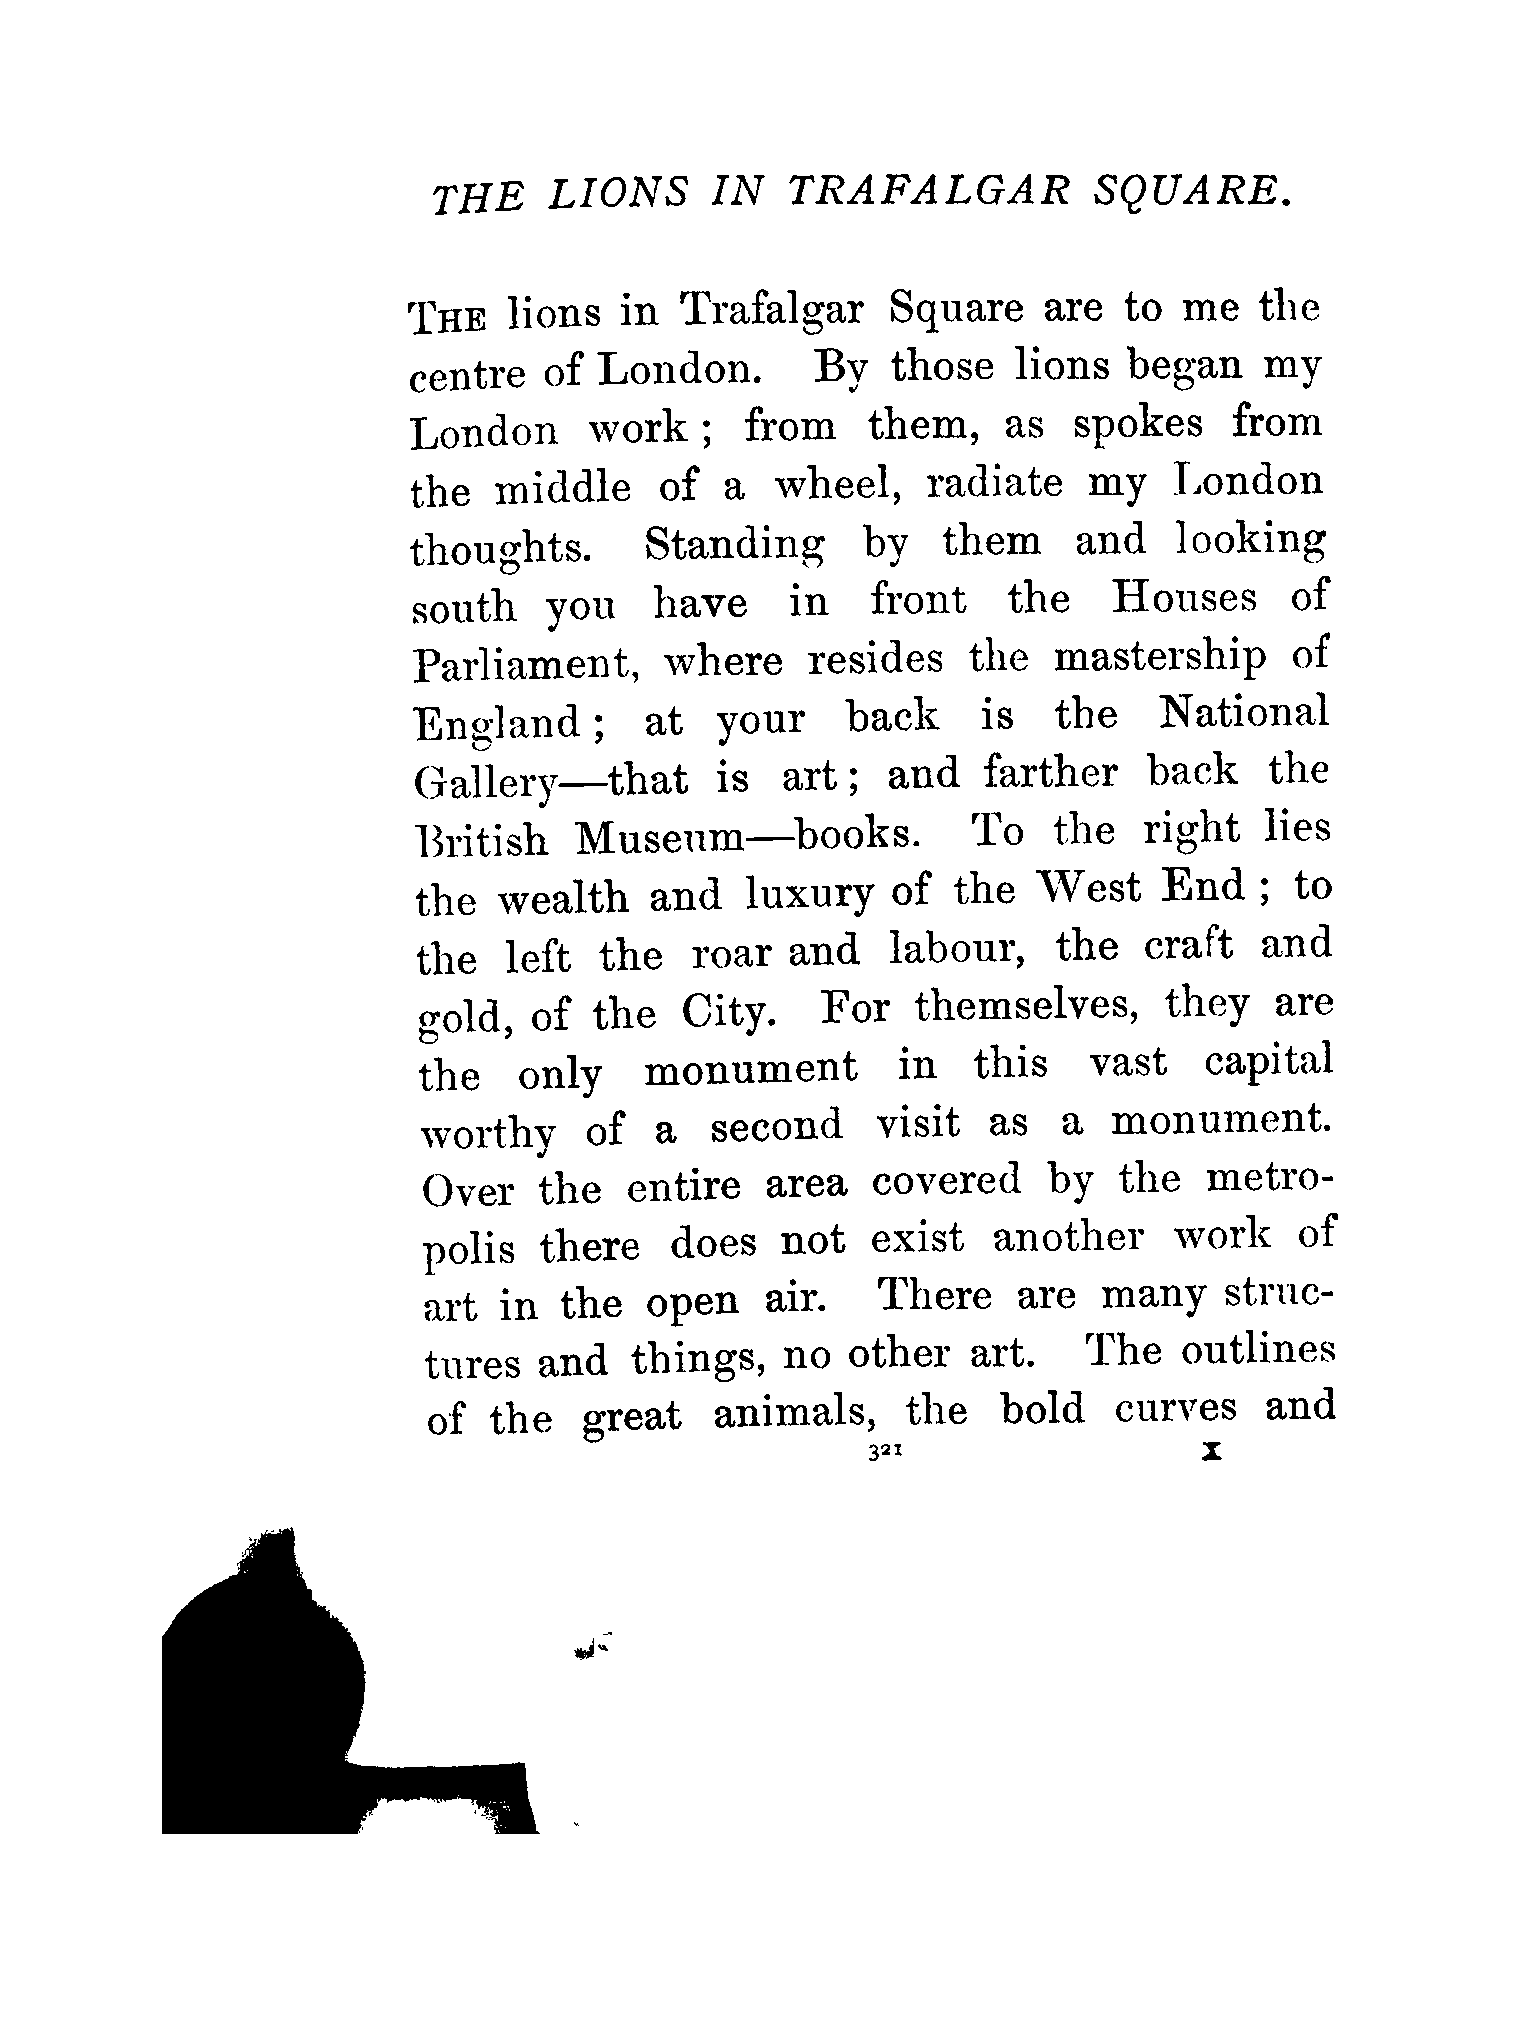 THE LIONS IN TRAFALGAR SQUARE.
THE lions in Trafalgar Square are to me the
centre of London. By those lions began my
London work; from them, as spokes from
the middle of a wheel, radiate my London
thoughts. Standing by them and looking
south you have in front the Houses of
Parliament, where resides the mastership of
England; at your back is the National
Gallery—that is art; and farther back the
British Museum—books. To the right lies
the wealth and luxury of the West End; to
the left the roar and labour, the craft and
gold, of the City. For themselves, they are
the only monument in this vast capital
worthy of a second visit as a monument.
Over the entire area covered by the metro-
polis there does not exist another work of
art in the open air. There are many struc-
tures and things, no other art. The outlines
of the great animals, the bold curves and
321 X